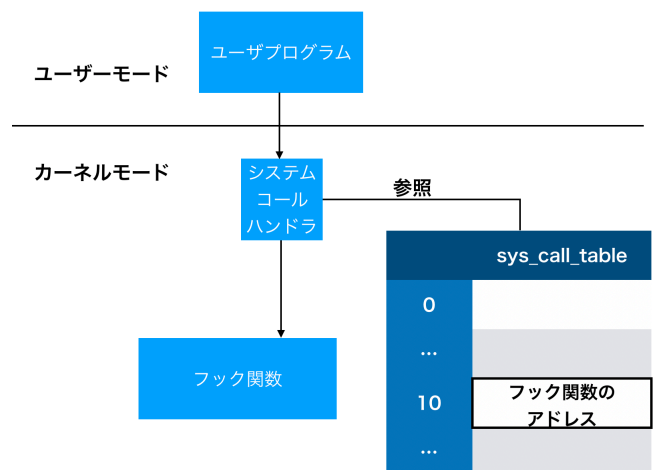 ユーザプログラム
ユーザーモード
カーネルモード
システム
コール
ハンドラ
参照
sys_call_table
0
...
フック関数
10
フック関数の
アドレス
...